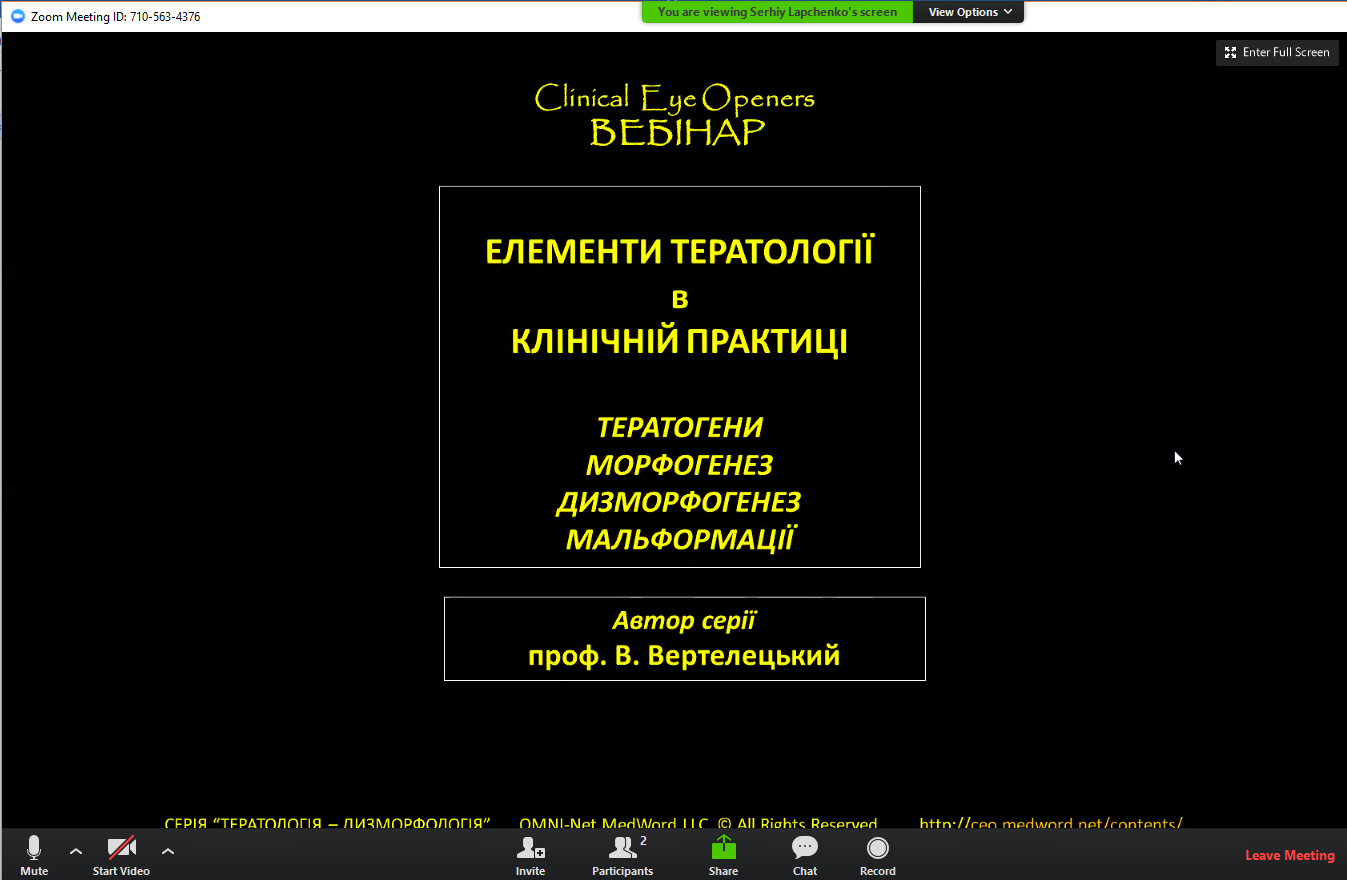 Zoom Meeting ID: 710-563-4376
You are viewing Serhiy Lapchenko's screen
View Options
Enter Full Screen
Clinical Eye Openers
ВЕБІНАР
ЕЛЕМЕНТИ ТЕРАТОЛОГІЇ
в
КЛІНІЧНІЙ ПРАКТИЦІ
ТЕРАТОГЕНИ
МОРФОГЕНЕЗ
ДИЗМОРФОГЕНЕЗ
МАЛЬФОРМАЦІЇ
Автор серії
проф. В. Вертелецький
СЕРІЯ “ТЕРАТОЛОГІЯ – ДИЗМОРФОЛОГІЯ” OMNI-Net MedWord LLC © All Rights Reserved http://ceo.medword.net/contents/
Mute
Start Video
Invite
2
Participants
Share
Chat
Record
Leave Meeting